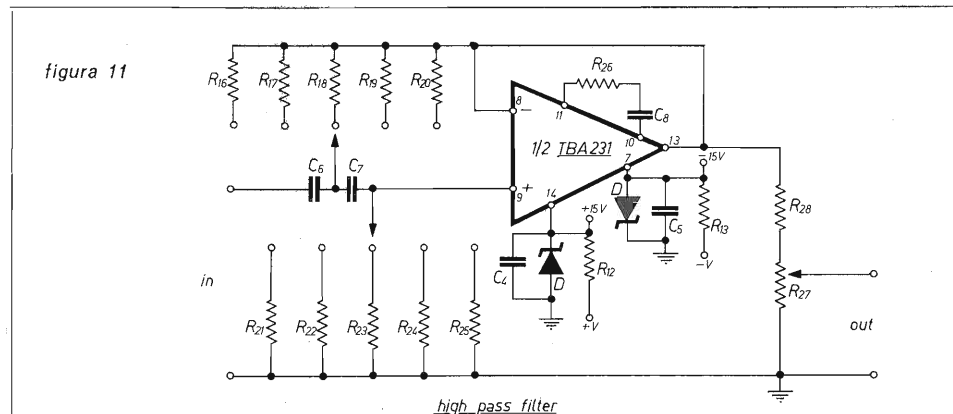 figura 11
R16
R17
R18
R19
R20
R26
C8
8
11
10
13
1/2 TBA231
7
-15V
C6
C7
+
9
14
+15V
D
C5
R13
-V
R28
C4
D
R12
+V
R27
in
R21
R22
R23
R24
R25
out
high pass filter